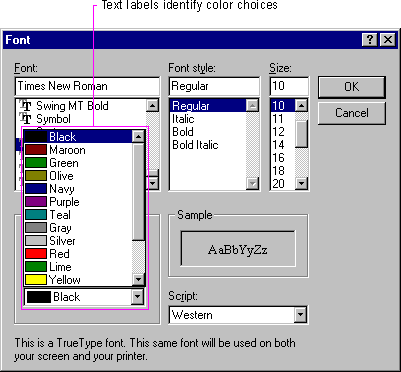 Text labels identify color choices
Font
? ×
Font:
Times New Roman
Swing MT Bold
Symbol
Font style:
Regular
Regular
Italic
Bold
Bold Italic
Size:
10
10
11
12
14
16
18
20
OK
Cancel
Black
Maroon
Green
Olive
Navy
Purple
Teal
Gray
Silver
Red
Lime
Yellow
Black
Sample
AaBbYyZz
Script:
Western
This is a TrueType font. This same font will be used on both
your screen and your printer.